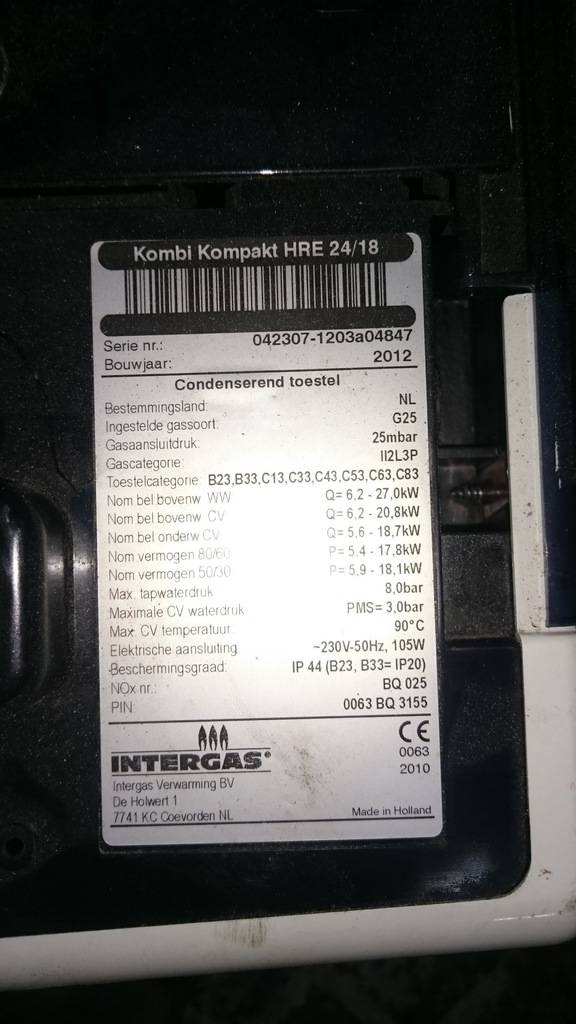 Kombi Kompakt HRE 24/18
Serie nr.: 042307-1203a04847
Bouwjaar: 2012
Condenserend toestel
Bestemmingsland: NL
Ingestelde gassoort: G25
Gasaansluitdruk: 25mbar
Gascategorie: II2L3P
Toestelcategorie: B23,B33,C13,C33,C43,C53,C63,C83
Nom bel bovenw WW Q= 6,2 - 27,0kW
Nom bel bovenw CV Q= 6,2 - 20,8kW
Nom bel onderw CV Q= 5,6 - 18,7kW
Nom vermogen 80/60 P= 5.4 - 17,8kW
Nom vermogen 50/30 P= 5.9 - 18,1kW
Max. tapwaterdruk 8,0bar
Maximale CV waterdruk PMS= 3,0bar
Max. CV temperatuur: 90°C
Elektrische aansluiting: ~230V-50Hz, 105W
Beschermingsgraad: IP 44 (B23, B33= IP20)
NOx nr.: BQ 025
PIN: 0063 BQ 3155
INTERGAS®
CE
0063
2010
Intergas Verwarming BV
De Holwert 1
7741 KC Coevorden NL
Made in Holland